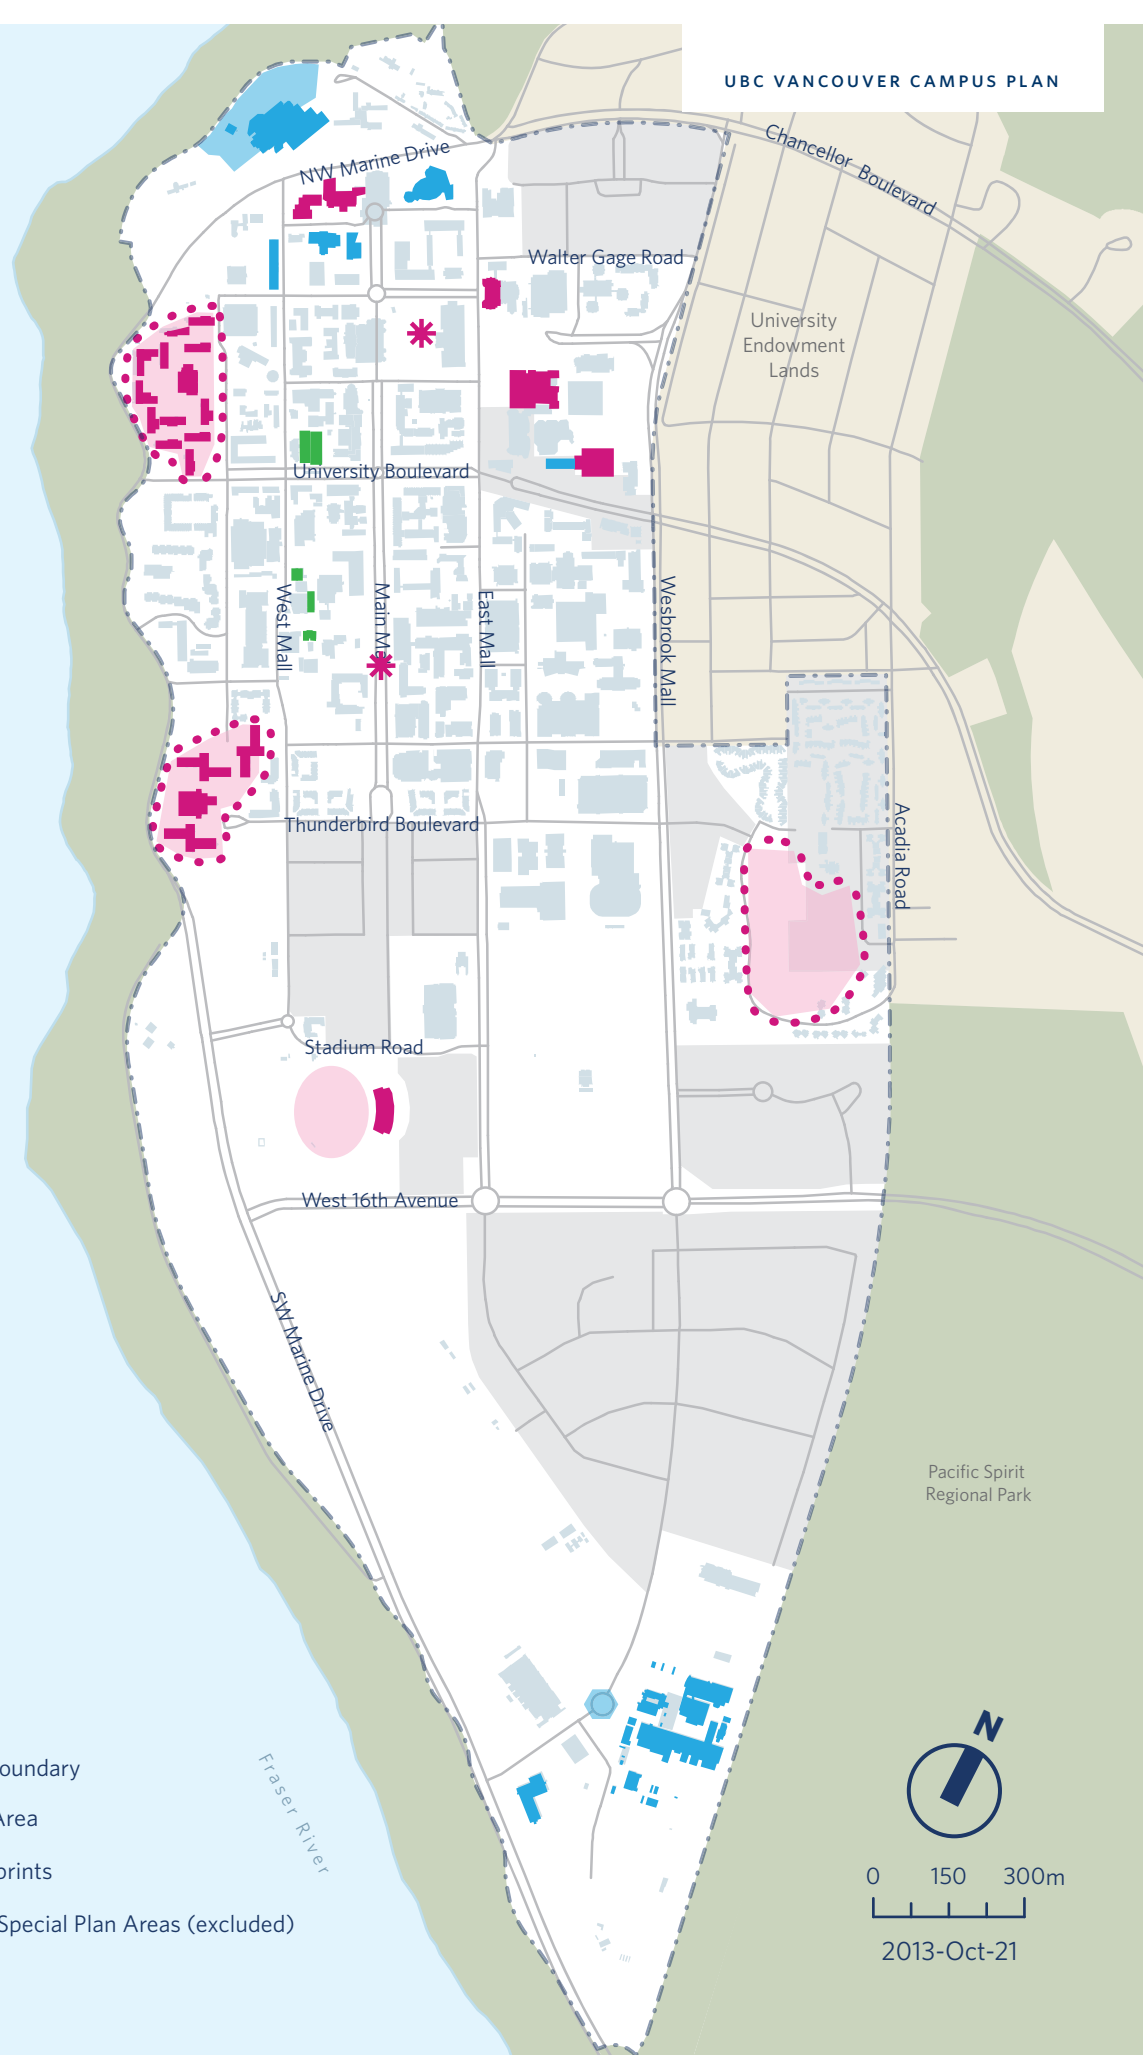 UBC VANCOUVER CAMPUS PLAN
Chancellor Boulevard
NW Marine Drive
Walter Gage Road
University
Endowment
Lands
University Boulevard
West Mall
Main Ma
East Mall
Wesbrook Mall
Thunderbird Boulevard
Acadia Road
Stadium Road
West 16th Avenue
SW Marine Drive
Pacific Spirit
Regional Park
N
Fraser River
oundary
Area
prints
Special Plan Areas (excluded)
0 150 300m
2013-Oct-21